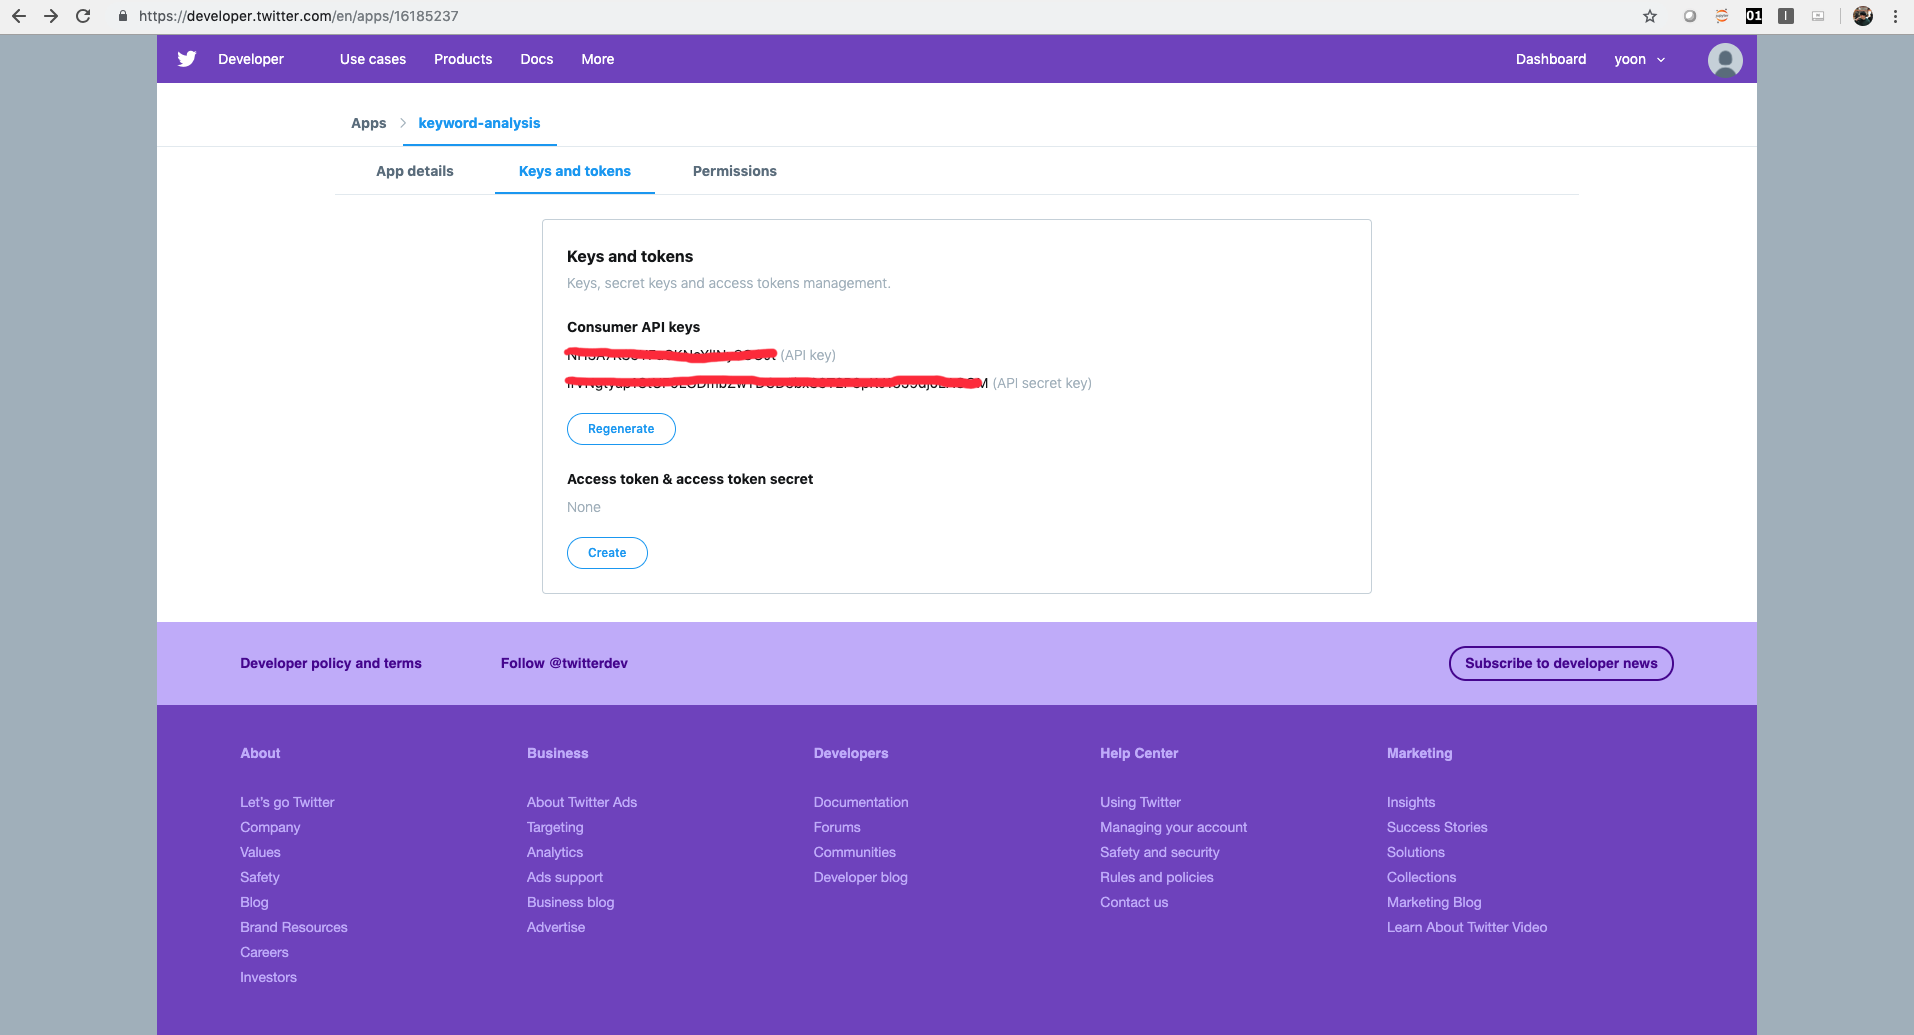 https://developer.twitter.com/en/apps/16185237
01
Developer
Use cases
Products
Docs
More
Dashboard
yoon
Apps
keyword-analysis
App details
Keys and tokens
Permissions
Keys and tokens
Keys, secret keys and access tokens management.
Consumer API keys
(API key)
(API secret key)
Regenerate
Access token & access token secret
None
Create
Developer policy and terms
Follow @twitterdev
Subscribe to developer news
About
Let's go Twitter
Company
Values
Safety
Blog
Brand Resources
Careers
Investors
Business
About Twitter Ads
Targeting
Analytics
Ads support
Business blog
Advertise
Developers
Documentation
Forums
Communities
Developer blog
Help Center
Using Twitter
Managing your account
Safety and security
Rules and policies
Contact us
Marketing
Insights
Success Stories
Solutions
Collections
Marketing Blog
Learn About Twitter Video